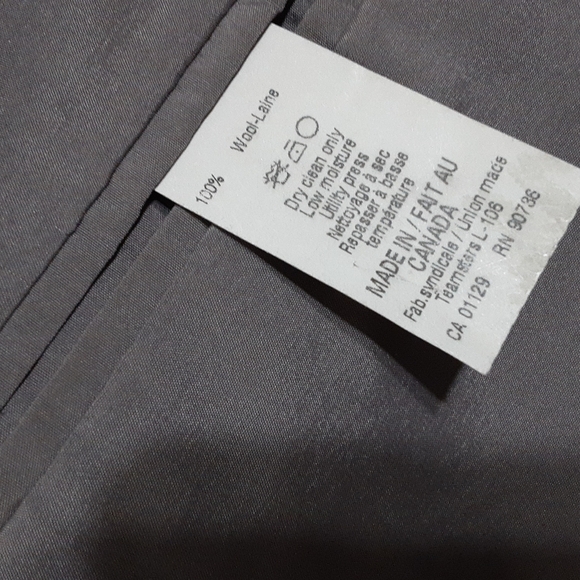 100% Wool-Laine
Dry clean only
Low moisture
Utility press
Nettoyage à sec
Repasser à basse
température
MADE IN / FAIT AU
CANADA
Fab.syndicale / Union made
Teamsters L-106
CA 01129 RN 90736